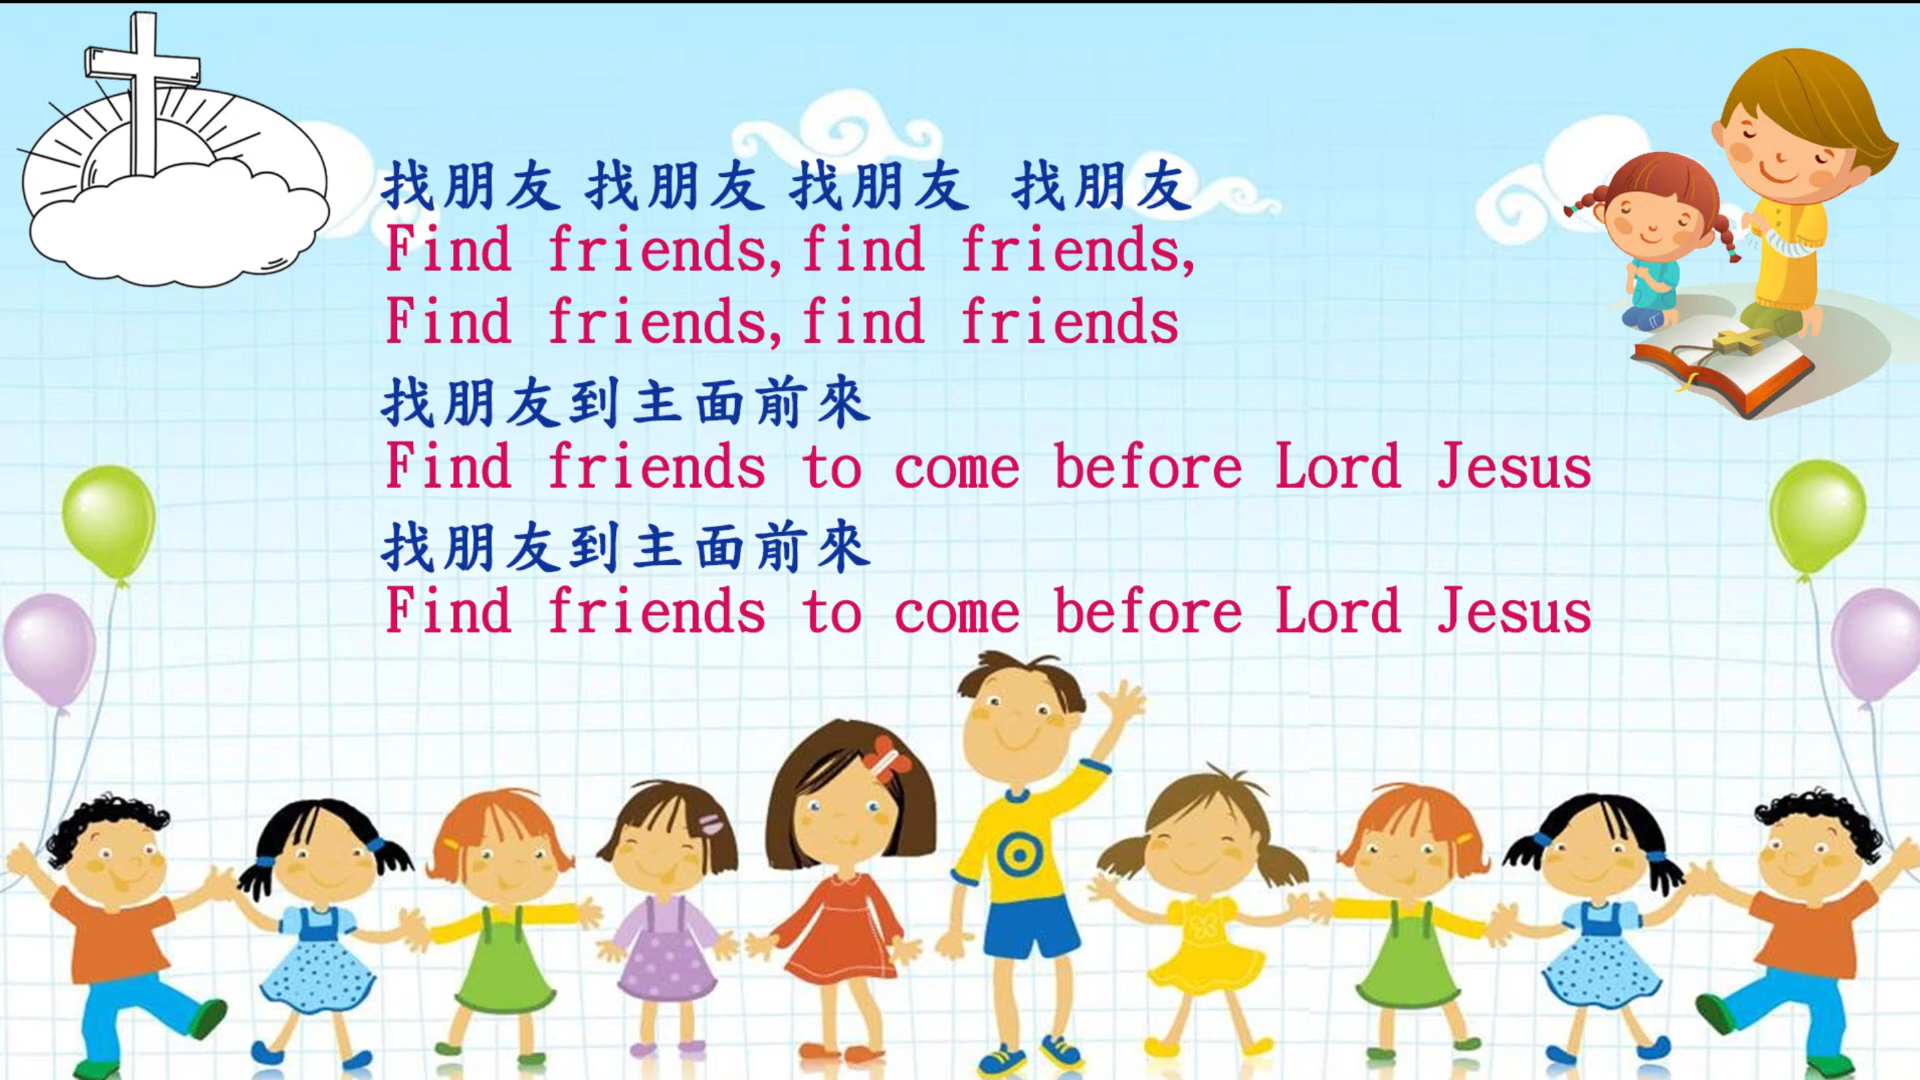 找朋友 找朋友 找朋友 找朋友
Find friends,find friends,
Find friends,find friends
找朋友到主面前來
Find friends to come before Lord Jesus
找朋友到主面前來
Find friends to come before Lord Jesus